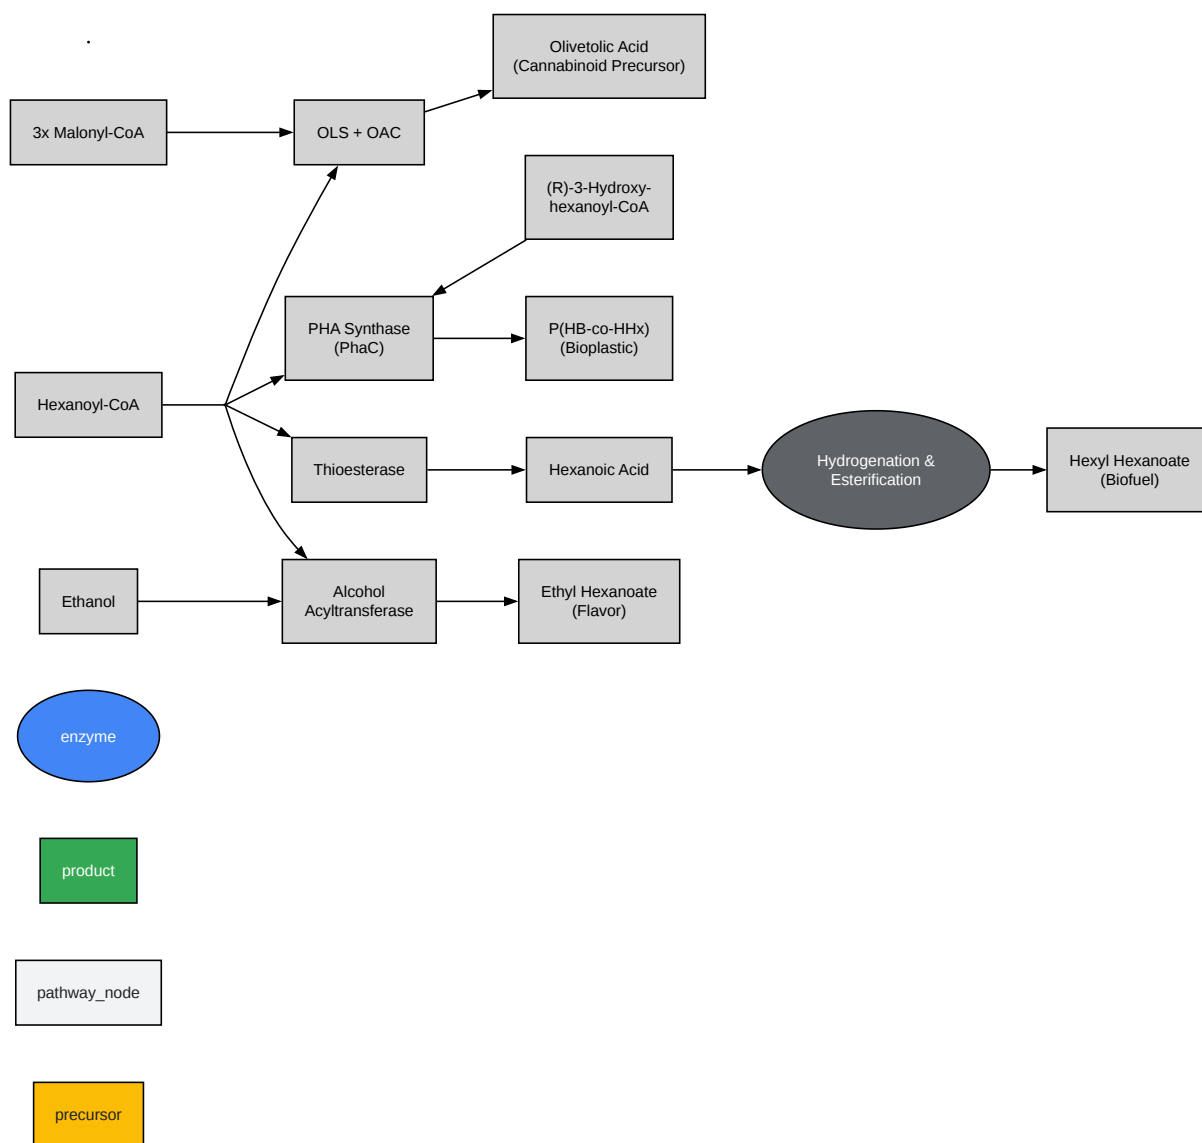 Olivetolic Acid
(Cannabinoid Precursor)
3x Malonyl-CoA
OLS + OAC
(R)-3-Hydroxy-
hexanoyl-CoA
PHA Synthase
(PhaC)
P(HB-co-HHx)
(Bioplastic)
Hexanoyl-CoA
Thioesterase
Hexanoic Acid
Hydrogenation &
Esterification
Hexyl Hexanoate
(Biofuel)
Ethanol
Alcohol
Acyltransferase
Ethyl Hexanoate
(Flavor)
enzyme
product
pathway_node
precursor